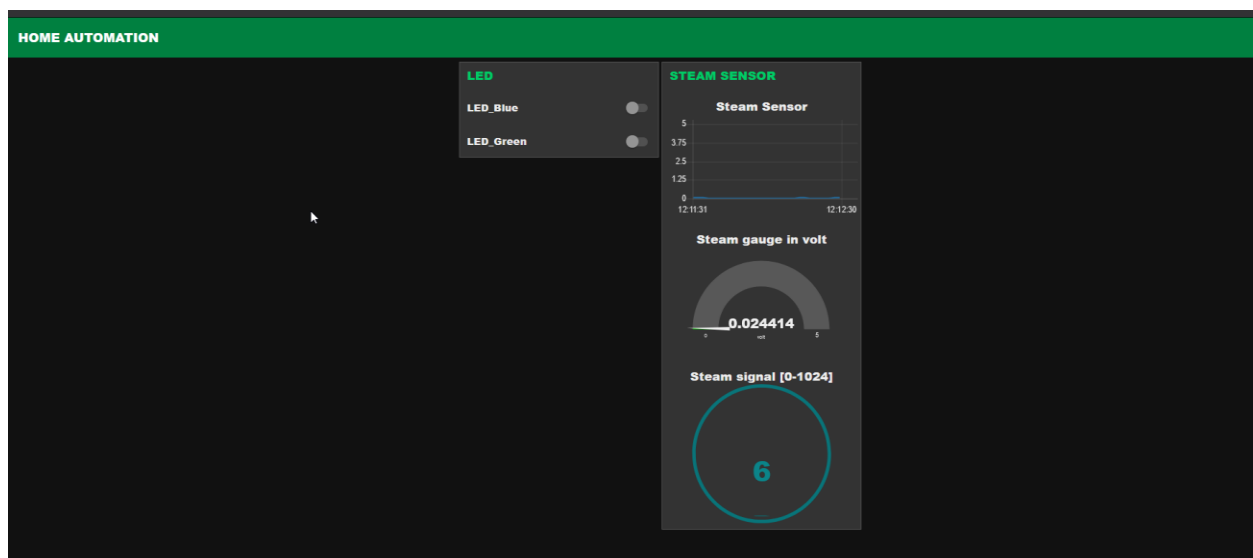 HOME AUTOMATION
LED
LED_Blue
LED_Green
STEAM SENSOR
Steam Sensor
5
3.75
2.5
1.25
0
12:11:31 12:12:30
Steam gauge in volt
0.024414
0 volt 5
Steam signal [0-1024]
6